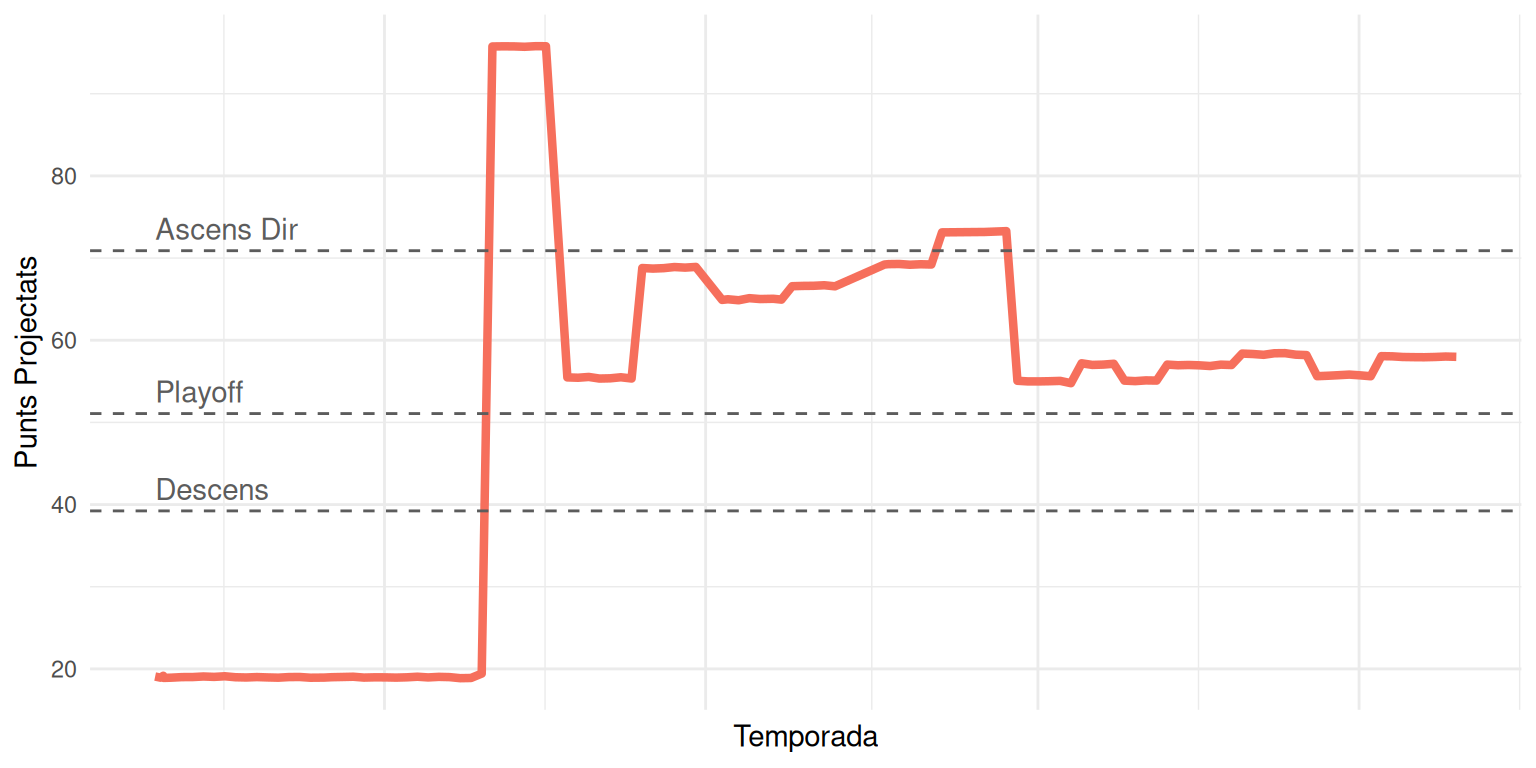 80
Ascens Dir
60
Playoff
Descens
40
20
Punts Projectats
Temporada